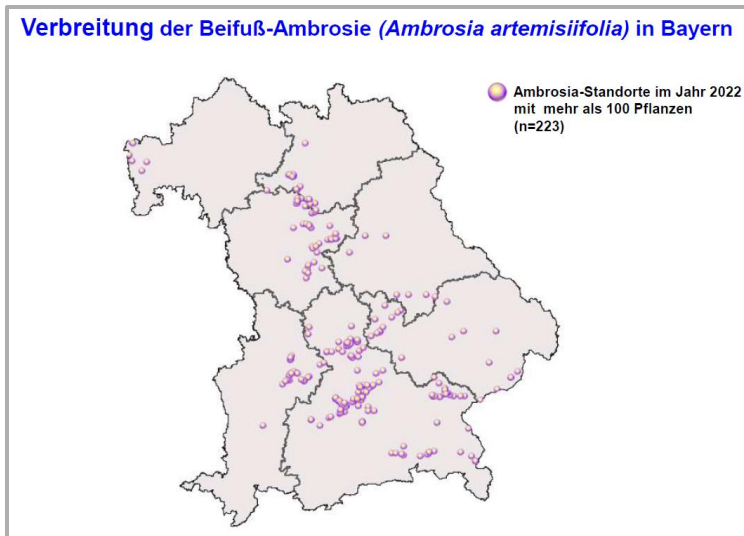 Verbreitung der Beifuß-Ambrosie (Ambrosia artemisiifolia) in Bayern
Ambrosia-Standorte im Jahr 2022
mit mehr als 100 Pflanzen
(n=223)